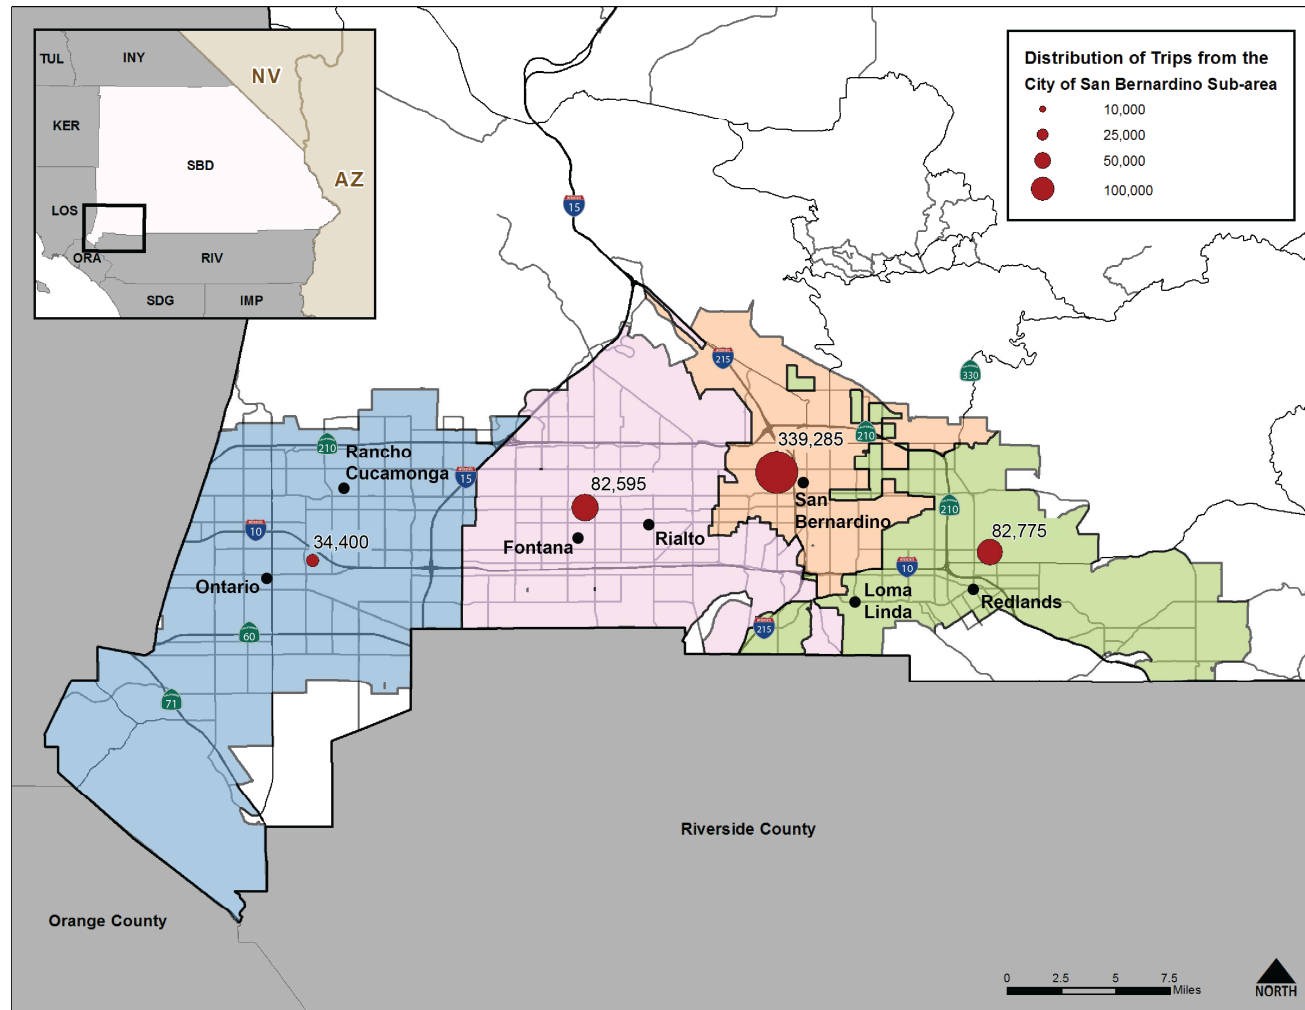 TUL
INY
NV
KER
SBD
AZ
LOS
ORA
RIV
SDG
IMP
Distribution of Trips from the
City of San Bernardino Sub-area
10,000
25,000
50,000
100,000
15
215
330
210
Rancho
Cucamonga
15
339,285
210
82,595
San
Bernardino
210
10
34,400
Fontana
Rialto
82,775
10
Ontario
Loma
Linda
Redlands
60
215
71
Riverside County
Orange County
0
2.5
5
7.5
Miles
NORTH